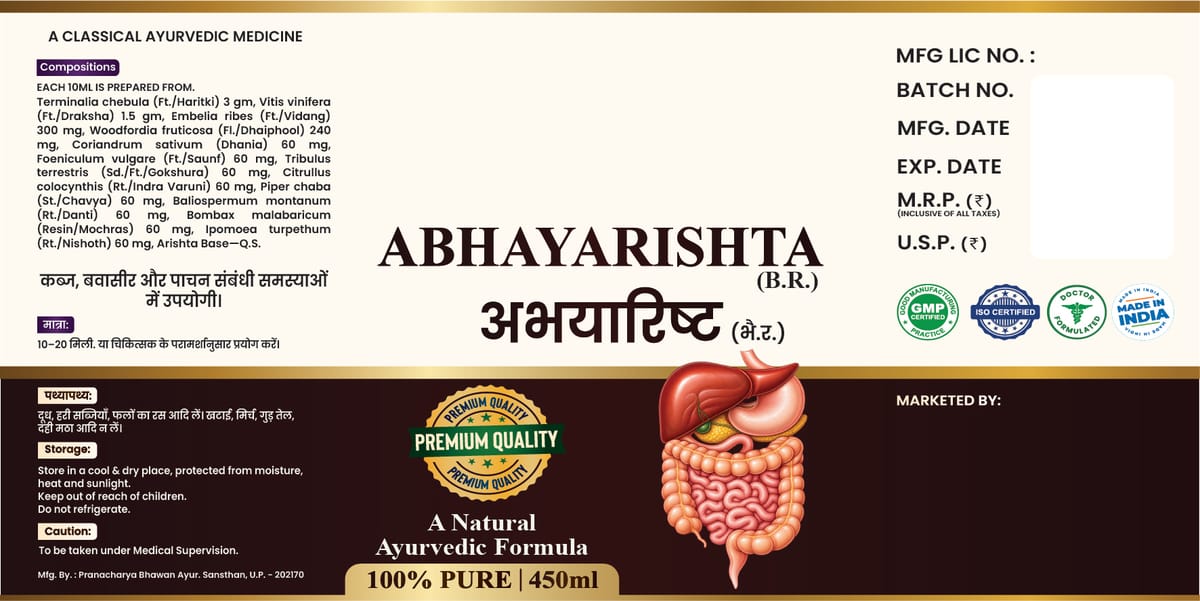 A CLASSICAL AYURVEDIC MEDICINE
Compositions
EACH 10ML IS PREPARED FROM.
Terminalia chebula (Ft./Haritki) 3 gm, Vitis vinifera
(Ft./Draksha) 1.5 gm, Embelia ribes (Ft./Vidang)
300 mg, Woodfordia fruticosa (Fl./Dhaiphool) 240
mg, Coriandrum sativum (Dhania) 60 mg,
Foeniculum vulgare (Ft./Saunf) 60 mg, Tribulus
terrestris (Sd./Ft./Gokshura) 60 mg, Citrullus
colocynthis (Rt./Indra Varuni) 60 mg, Piper chaba
(St./Chavya) 60 mg, Baliospermum montanum
(Rt./Danti) 60 mg, Bombax malabaricum
(Resin/Mochras) 60 mg, Ipomoea turpethum
(Rt./Nishoth) 60 mg, Arishta Base—Q.S.
कब्ज, बवासीर और पाचन संबंधी समस्याओं
में उपयोगी।
मात्रा:
10–20 मिली. या चिकित्सक के परामर्शानुसार प्रयोग करें।
पथ्यापथ्य:
दूध, हरी सब्जियाँ, फलों का रस आदि लें। खटाई, मिर्च, गुड़ तेल,
दही मठा आदि न लें।
Storage:
Store in a cool & dry place, protected from moisture,
heat and sunlight.
Keep out of reach of children.
Do not refrigerate.
Caution:
To be taken under Medical Supervision.
Mfg. By. : Pranacharya Bhawan Ayur. Sansthan, U.P. - 202170
ABHAYARISHTA
(B.R.)
अभयारिष्ट (भै.र.)
PREMIUM QUALITY
PREMIUM QUALITY
PREMIUM QUALITY
A Natural
Ayurvedic Formula
100% PURE | 450ml
MFG LIC NO. :
BATCH NO.
MFG. DATE
EXP. DATE
M.R.P. (₹)
(INCLUSIVE OF ALL TAXES)
U.S.P. (₹)
GOOD MANUFACTURING
GMP
CERTIFIED
PRACTICE
ISO CERTIFIED
DOCTOR
FORMULATED
MADE IN INDIA
MADE IN
INDIA
MARKETED BY: